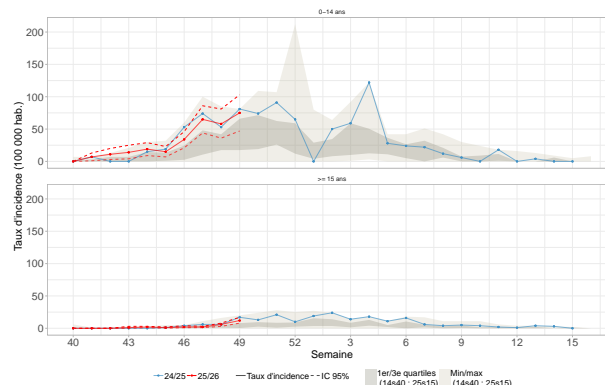 0−14 ans
200
150
100
50
0
>= 15 ans
200
150
100
50
0
Taux d'incidence (100 000 hab.)
40 43 46 49 52 3 6 9 12 15
Semaine
24/25 25/26 Taux d'incidence IC 95% 1er/3e quartiles (14s40 : 25s15) Min/max (14s40 : 25s15)